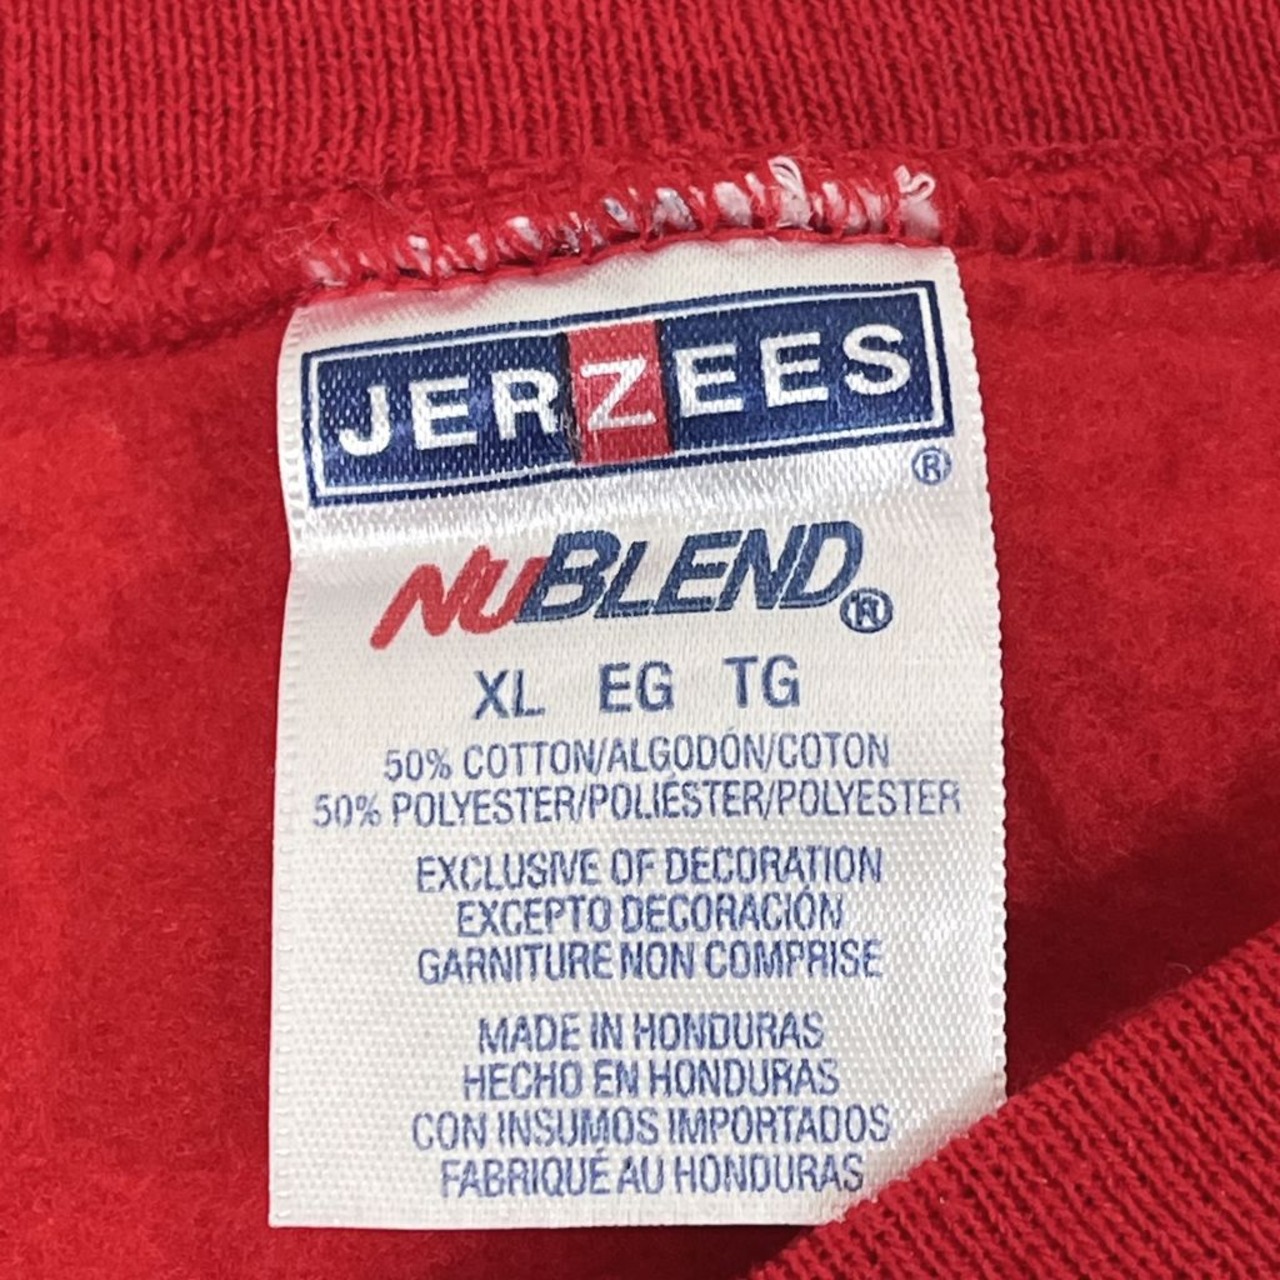 JERZEES
®
NUBLEND®
XL EG TG
50% COTTON/ALGODÓN/COTON
50% POLYESTER/POLIÉSTER/POLYESTER
EXCLUSIVE OF DECORATION
EXCEPTO DECORACIÓN
GARNITURE NON COMPRISE
MADE IN HONDURAS
HECHO EN HONDURAS
CON INSUMOS IMPORTADOS
FABRIQUÉ AU HONDURAS